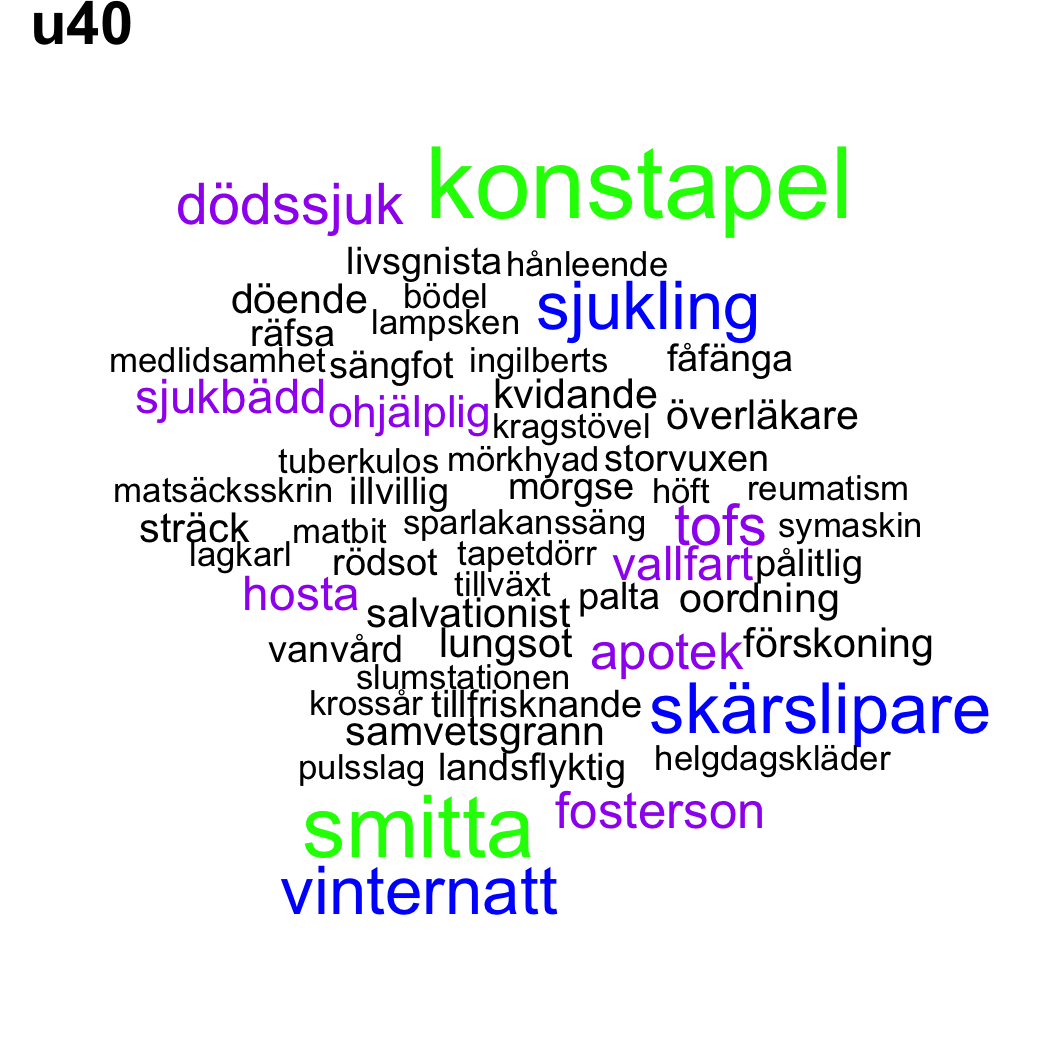 u40
dödssjuk konstapel
livsgnista hånleende
döende bödel sjukling
räfsa lampsken
medlidsamhet sängfot ingilberts fåfänga
sjukbädd ohjälplig kvidande överläkare
kragstövel
tuberkulos mörkhyad storvuxen
matsäcksskrin illvillig morgse höft reumatism
sträck matbit sparlakanssäng tofs symaskin
lagkarl rödsot tapetdörr vallfart pålitlig
hosta tillväxt palta oordning
salvationist
vanvård lungsot apotek förskoning
slumstationen
krossår tillfrisknande skärslipare
samvetsgrann
pulsslag landsflyktig helgdagskläder
smitta fosterson
vinternatt